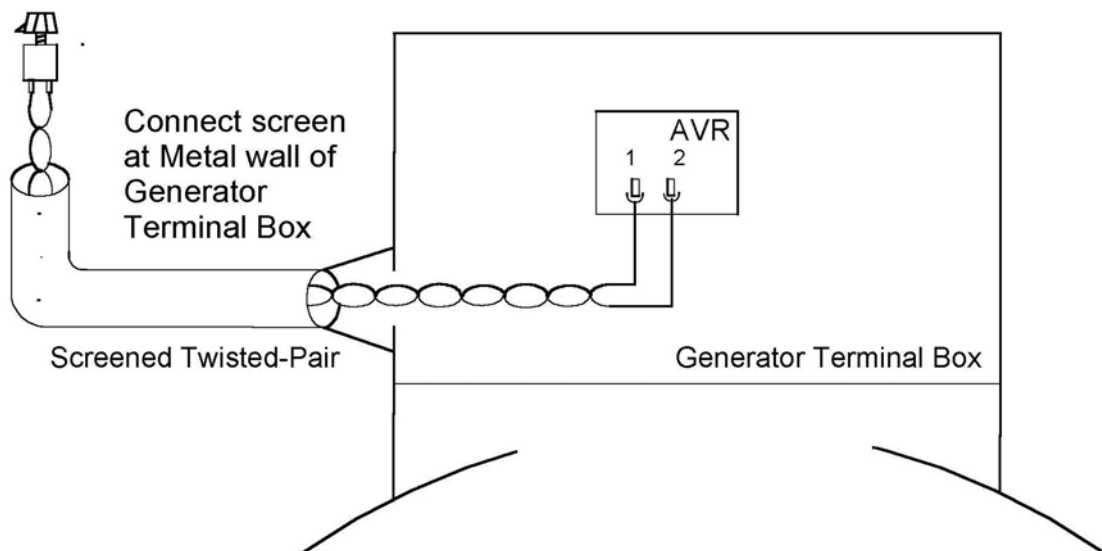 Connect screen
at Metal wall of
Generator
Terminal Box
AVR
1 2
Screened Twisted-Pair
Generator Terminal Box